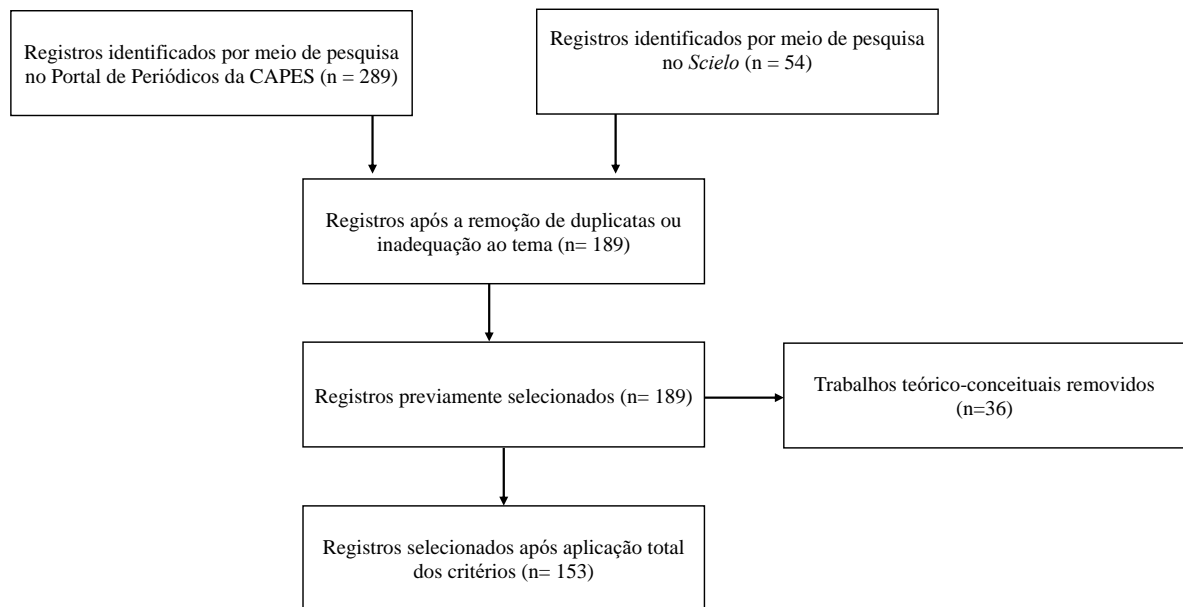 Registros identificados por meio de pesquisa
no Portal de Periódicos da CAPES (n = 289)
Registros identificados por meio de pesquisa
no Scielo (n = 54)
Registros após a remoção de duplicatas ou
inadequação ao tema (n= 189)
Registros previamente selecionados (n= 189)
Trabalhos teórico-conceituais removidos
(n=36)
Registros selecionados após aplicação total
dos critérios (n= 153)